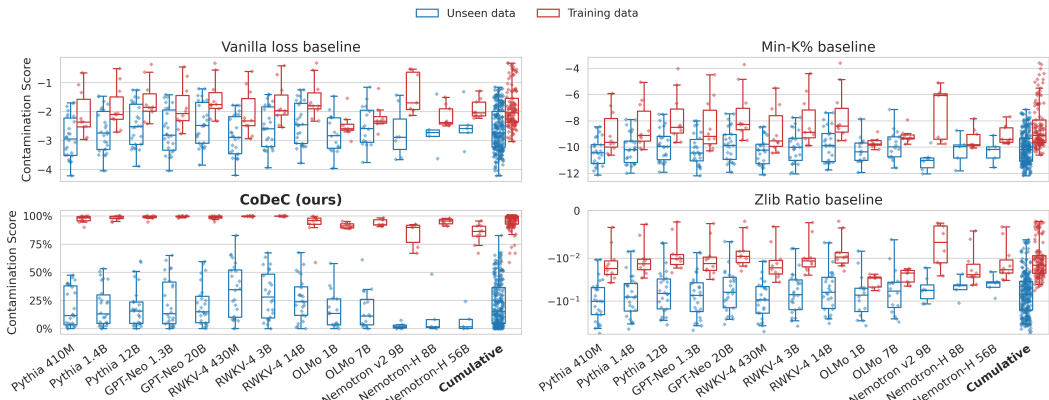 Unseen data
Training data
Vanilla loss baseline
Contamination Score
−1
−2
−3
−4
Min-K% baseline
−4
−6
−8
−10
−12
CoDeC (ours)
Contamination Score
100%
75%
50%
25%
0%
Pythia 410M
Pythia 1.4B
Pythia 12B
GPT-Neo 1.3B
GPT-Neo 20B
RWKV-4 430M
RWKV-4 3B
RWKV-4 14B
OLMo 1B
OLMo 7B
Nemotron v2 9B
Nemotron-H 8B
Nemotron-H 56B
Cumulative
Zlib Ratio baseline
0
−10⁻²
−10⁻¹
Pythia 410M
Pythia 1.4B
Pythia 12B
GPT-Neo 1.3B
GPT-Neo 20B
RWKV-4 430M
RWKV-4 3B
RWKV-4 14B
OLMo 1B
OLMo 7B
Nemotron v2 9B
Nemotron-H 8B
Nemotron-H 56B
Cumulative